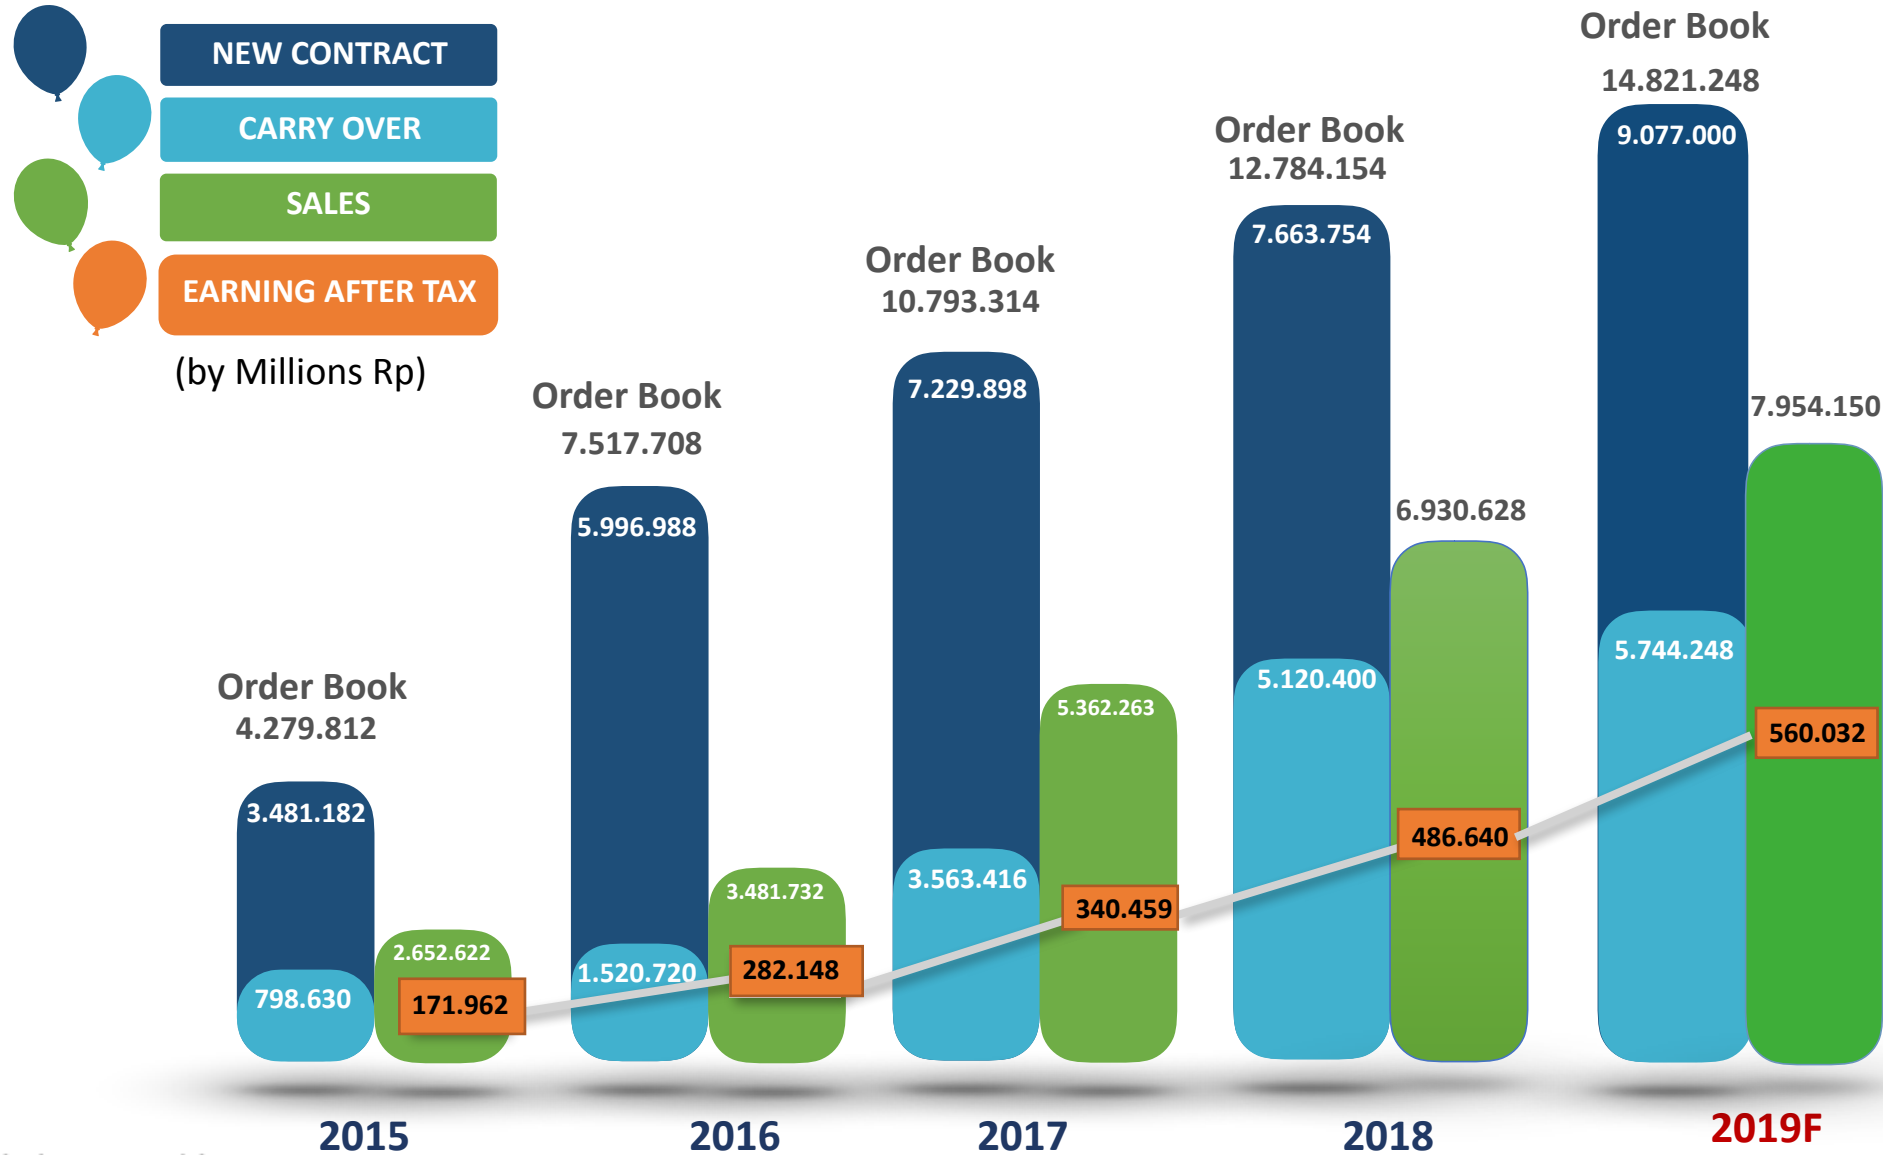 NEW CONTRACT
CARRY OVER
SALES
EARNING AFTER TAX
(by Millions Rp)
Order Book
4.279.812
3.481.182
798.630
2.652.622
171.962
Order Book
7.517.708
5.996.988
1.520.720
3.481.732
282.148
Order Book
10.793.314
7.229.898
3.563.416
5.362.263
340.459
Order Book
12.784.154
7.663.754
5.120.400
6.930.628
486.640
Order Book
14.821.248
9.077.000
5.744.248
7.954.150
560.032
2015
2016
2017
2018
2019F